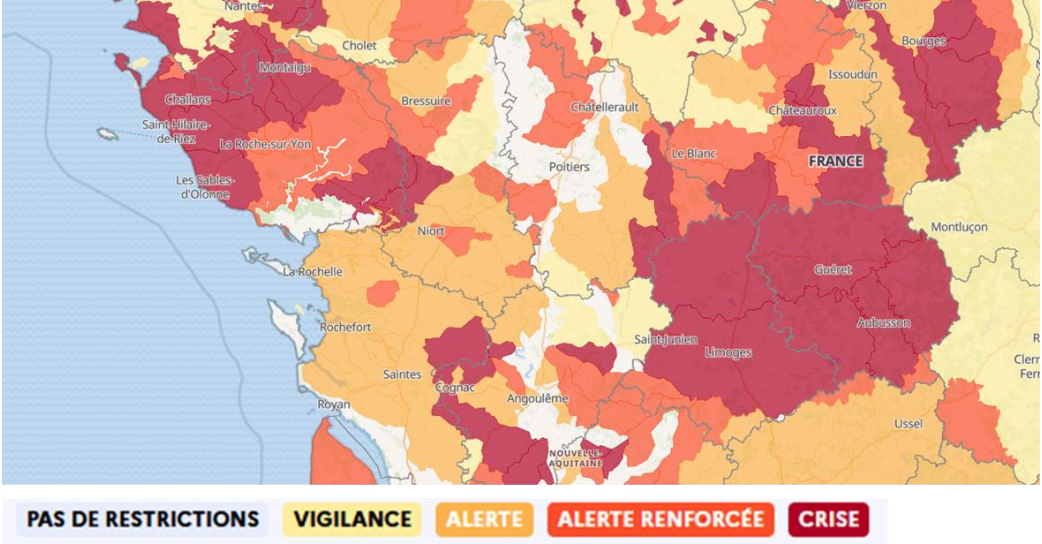 Nantes
Vierzon
Cholet
Bourges
Montaigu
Issoudun
Challans
Bressuire
Châtellerault
Châteauroux
Saint-Hilaire-
de-Riez
La Roche-sur-Yon
Le Blanc
FRANCE
Poitiers
Les Sables-
d'Olonne
Niort
Montluçon
La Rochelle
Guéret
Rochefort
Aubusson
Saint-Junien
Limoges
Clerm
Ferr
Saintes
Cognac
Angoulême
Royan
Ussel
NOUVELLE-
AQUITAINE
PAS DE RESTRICTIONS VIGILANCE ALERTE ALERTE RENFORCÉE CRISE